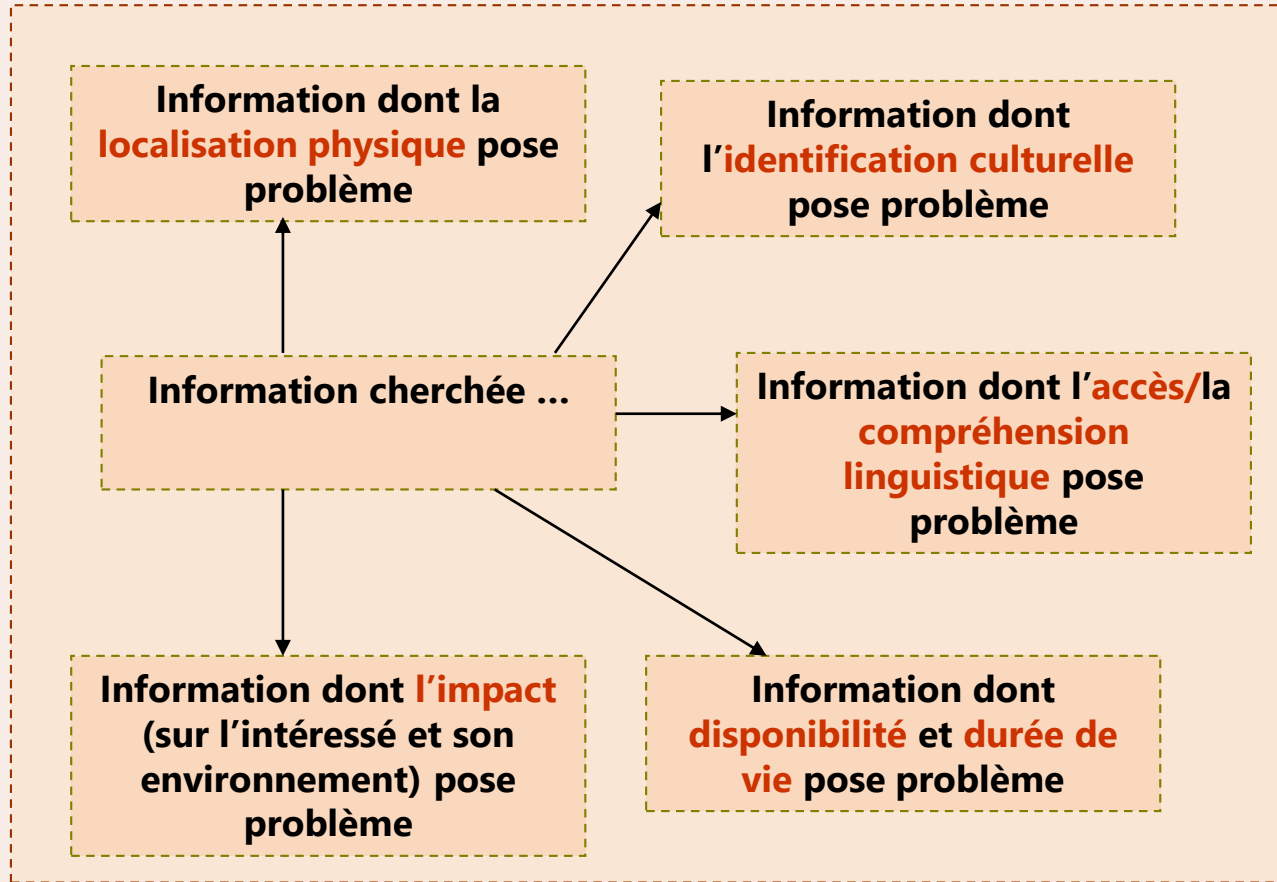 Information dont la
localisation physique pose
problème
Information dont
l’identification culturelle
pose problème
Information cherchée …
Information dont l’accès/la
compréhension
linguistique pose
problème
Information dont l’impact
(sur l’intéressé et son
environnement) pose
problème
Information dont
disponibilité et durée de
vie pose problème